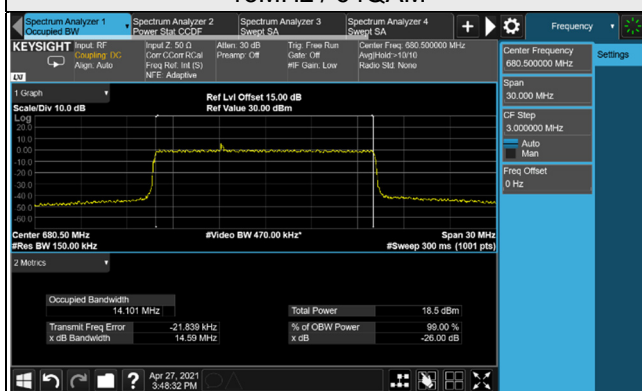 Spectrum Analyzer 1
Occupied BW
Spectrum Analyzer 2
Power Stat CCDF
Spectrum Analyzer 3
Swept SA
Spectrum Analyzer 4
Swept SA
Frequency
KEYSIGHT
Input: RF
Coupling: DC
Align: Auto
Input Z: 50 Ω
Corr CCorr RCal
Freq Ref: Int (S)
NFE: Adaptive
Atten: 30 dB
Preamp: Off
Trig: Free Run
Gate: Off
#IF Gain: Low
Center Freq: 680.500000 MHz
Avg|Hold:>10/10
Radio Std: None
LXI
1 Graph
Scale/Div 10.0 dB
Ref Lvl Offset 15.00 dB
Ref Value 30.00 dBm
Log
20.0
10.0
0.00
-10.0
-20.0
-30.0
-40.0
-50.0
-60.0
Center 680.50 MHz
#Res BW 150.00 kHz
#Video BW 470.00 kHz*
Span 30 MHz
#Sweep 300 ms (1001 pts)
2 Metrics
Occupied Bandwidth
14.101 MHz
Transmit Freq Error
-21.839 kHz
x dB Bandwidth
14.59 MHz
Total Power
18.5 dBm
% of OBW Power
99.00 %
x dB
-26.00 dB
Center Frequency
680.500000 MHz
Settings
Span
30.000 MHz
CF Step
3.000000 MHz
Auto
Man
Freq Offset
0 Hz
Apr 27, 2021
3:48:32 PM